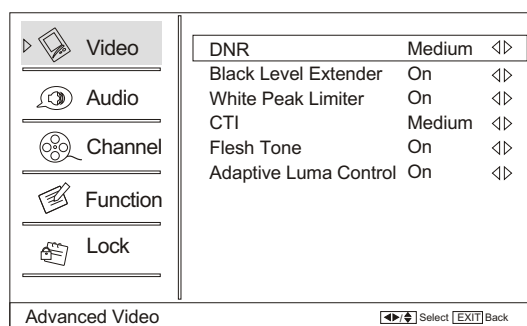 Video
Audio
Channel
Function
Lock
DNR Medium
Black Level Extender On
White Peak Limiter On
CTI Medium
Flesh Tone On
Adaptive Luma Control On
Advanced Video
Select EXIT Back